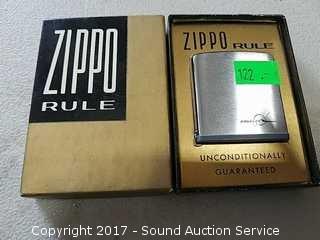 ZIPPO
RULE
ZIPPO RULE
122.-
UNCONDITIONALLY
GUARANTEED
Copyright 2017 - Sound Auction Service